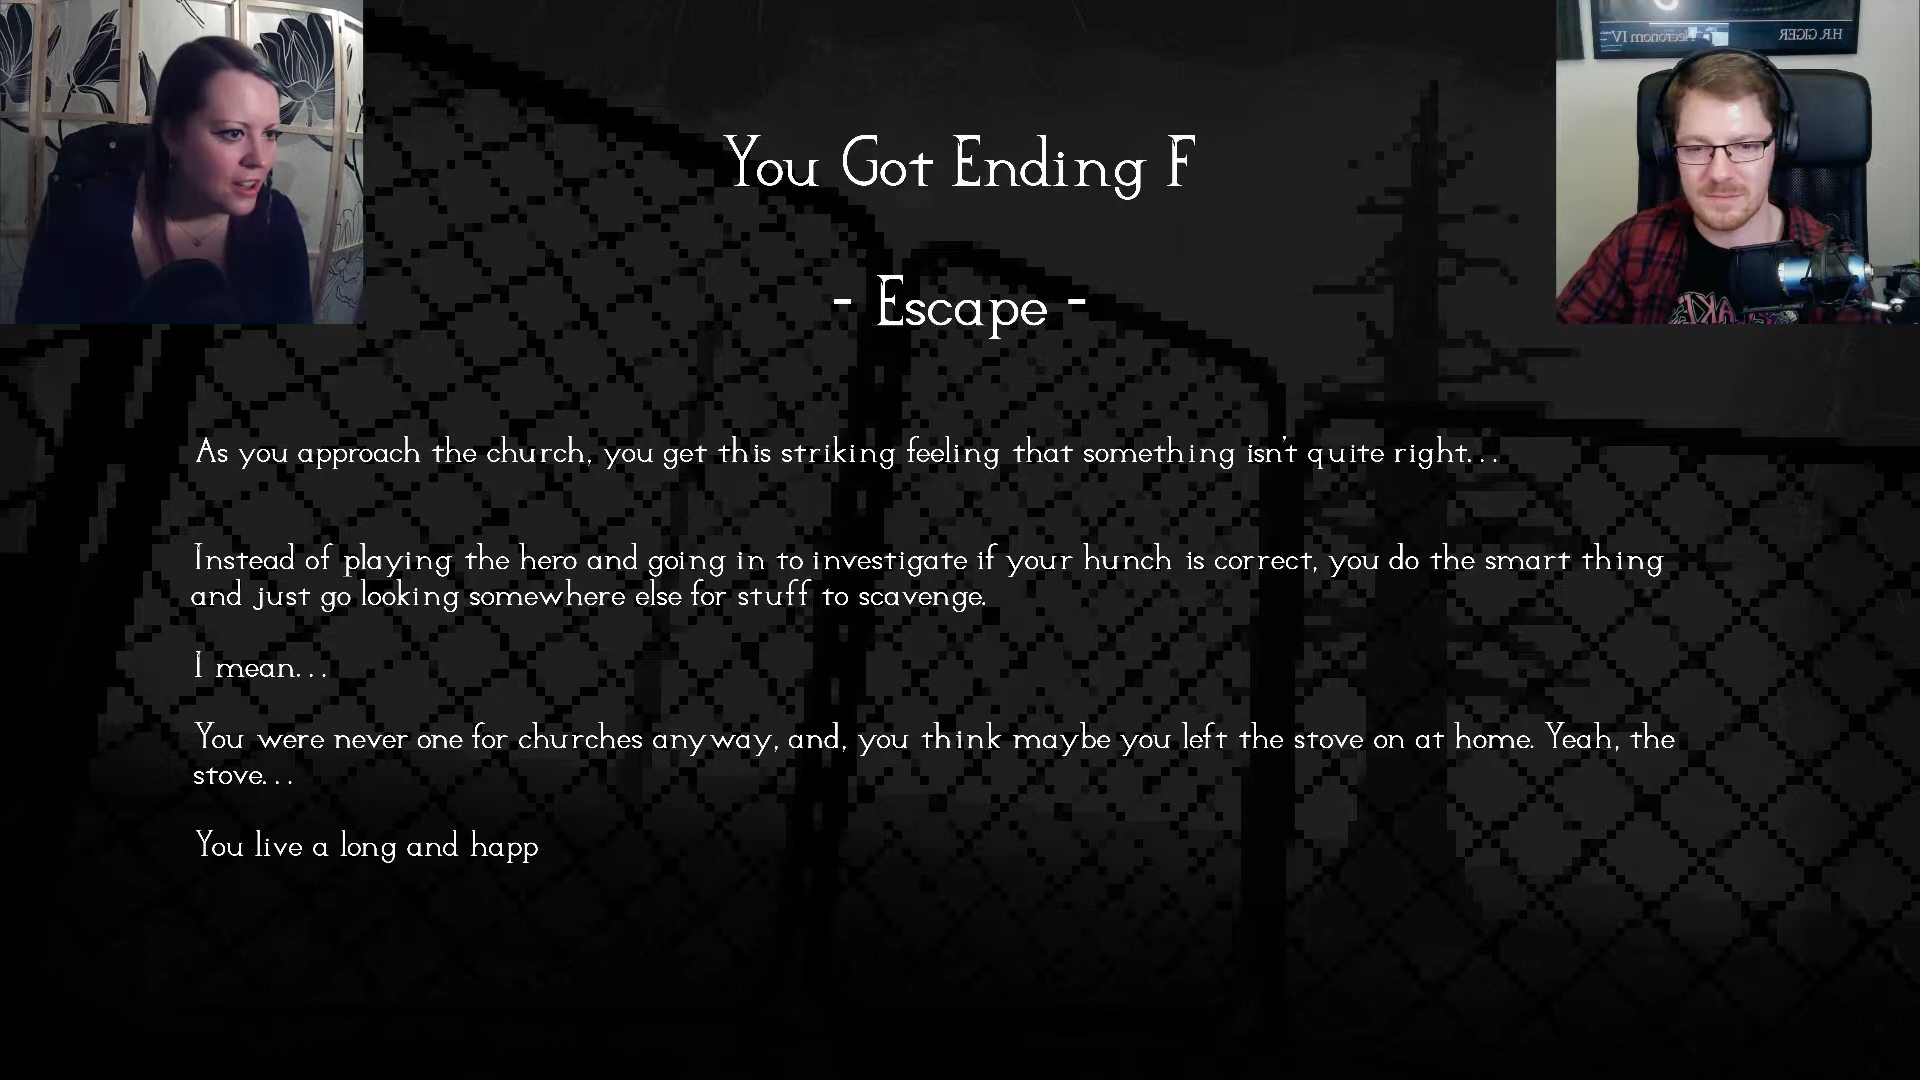 Necronom IV
H.R. GIGER
You Got Ending F
- Escape -
As you approach the church, you get this striking feeling that something isn't quite right...
Instead of playing the hero and going in to investigate if your hunch is correct, you do the smart thing
and just go looking somewhere else for stuff to scavenge.
I mean...
You were never one for churches anyway, and, you think maybe you left the stove on at home. Yeah, the
stove...
You live a long and happ